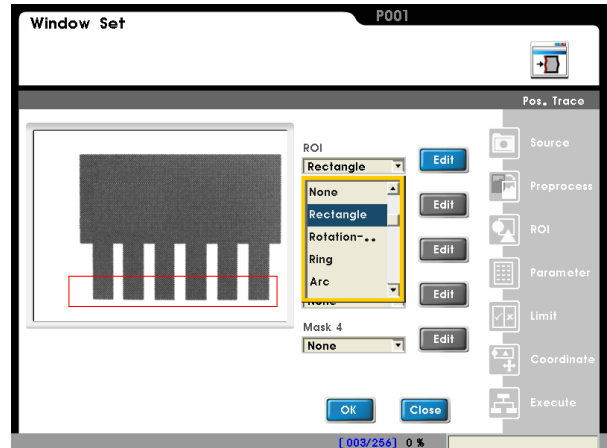 P001
Window Set
Pos. Trace
ROI
Rectangle
Edit
None
Rectangle
Rotation-..
Ring
Arc
Edit
Edit
None
Edit
Mask 4
None
Edit
Source
Preprocess
ROI
Parameter
Limit
Coordinate
Execute
OK
Close
[003/256] 0 %